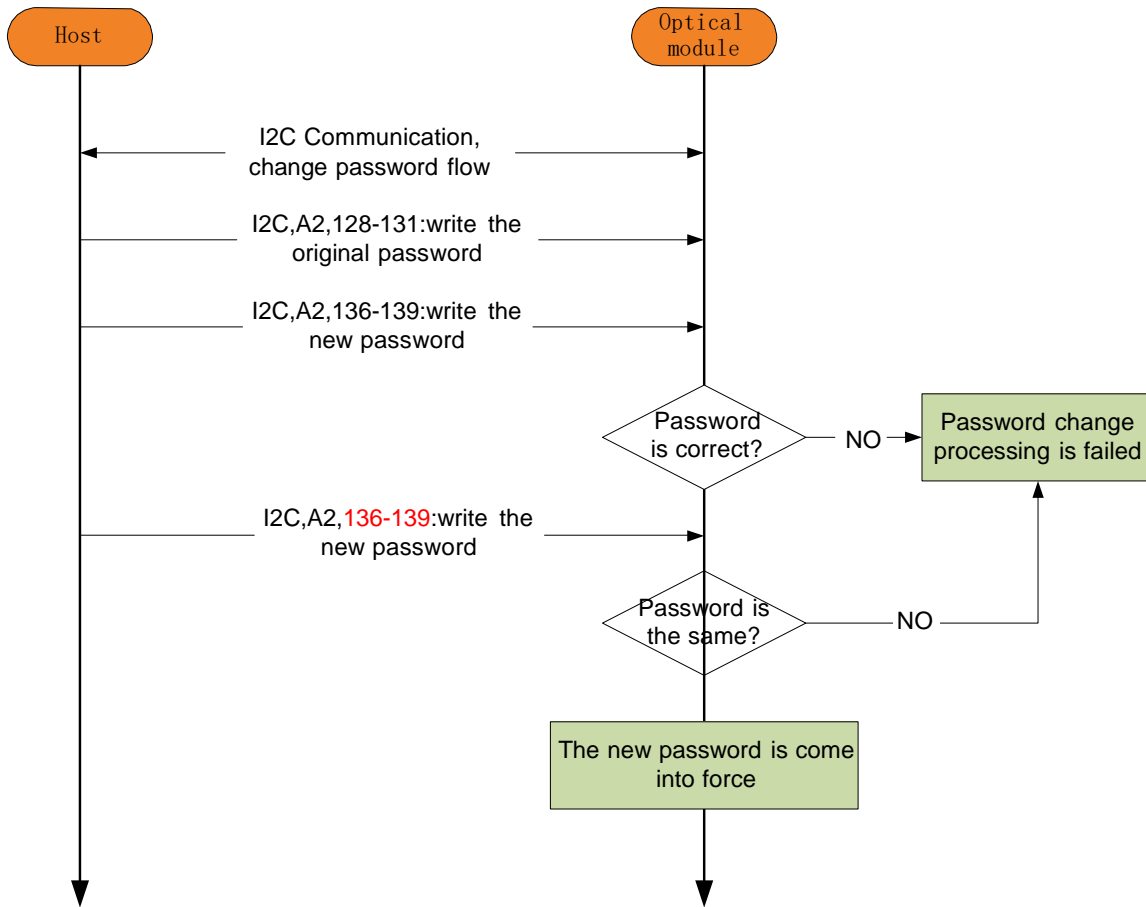 Host
Optical
module
I2C Communication,
change password flow
I2C,A2,128-131:write the
original password
I2C,A2,136-139:write the
new password
Password
is correct?
NO
Password change
processing is failed
I2C,A2,136-139:write the
new password
Password is
the same?
NO
The new password is come
into force